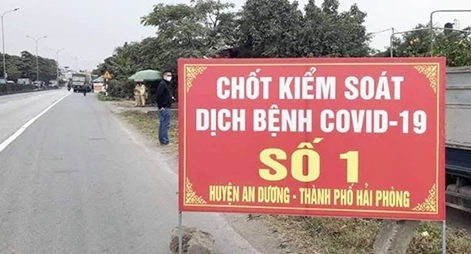 CHỐT KIỂM SOÁT
DỊCH BỆNH COVID-19
SỐ 1
HUYỆN AN DƯƠNG - THÀNH PHỐ HẢI PHÒNG